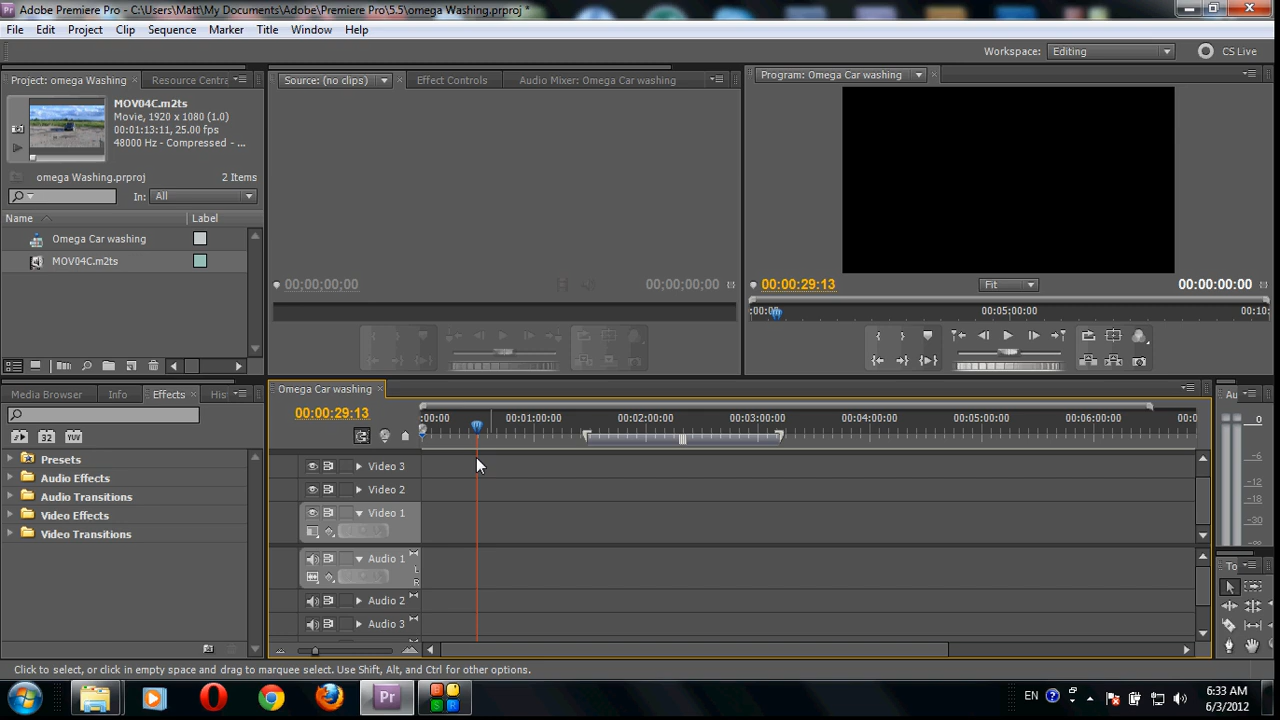 Adobe Premiere Pro - C:\Users\Matt\My Documents\Adobe\Premiere Pro\5.5\omega Washing.prproj *
File Edit Project Clip Sequence Marker Title Window Help
Workspace: Editing CS Live
Project: omega Washing Resource Centra
Source: (no clips) Effect Controls Audio Mixer: Omega Car washing
Program: Omega Car washing
MOV04C.m2ts
Movie, 1920 x 1080 (1.0)
00:01:13:11, 25.00 fps
48000 Hz - Compressed - ...
omega Washing.prproj 2 Items
In: All
Name Label
Omega Car washing
MOV04C.m2ts
00;00;00;00 00;00;00;00
00:00:29:13 Fit 00:00:00:00
00:05:00:00 00:10:
Media Browser Info Effects His
32 YUV
Presets
Audio Effects
Audio Transitions
Video Effects
Video Transitions
Omega Car washing
00:00:29:13
:00:00 00:01:00:00 00:02:00:00 00:03:00:00 00:04:00:00 00:05:00:00 00:06:00:00 00:0
Video 3
Video 2
Video 1
Audio 1
L
R
Audio 2
Audio 3
Au
0
-6
-12
-18
-30
To
Click to select, or click in empty space and drag to marquee select. Use Shift, Alt, and Ctrl for other options.
Pr
EN
6:33 AM
6/3/2012